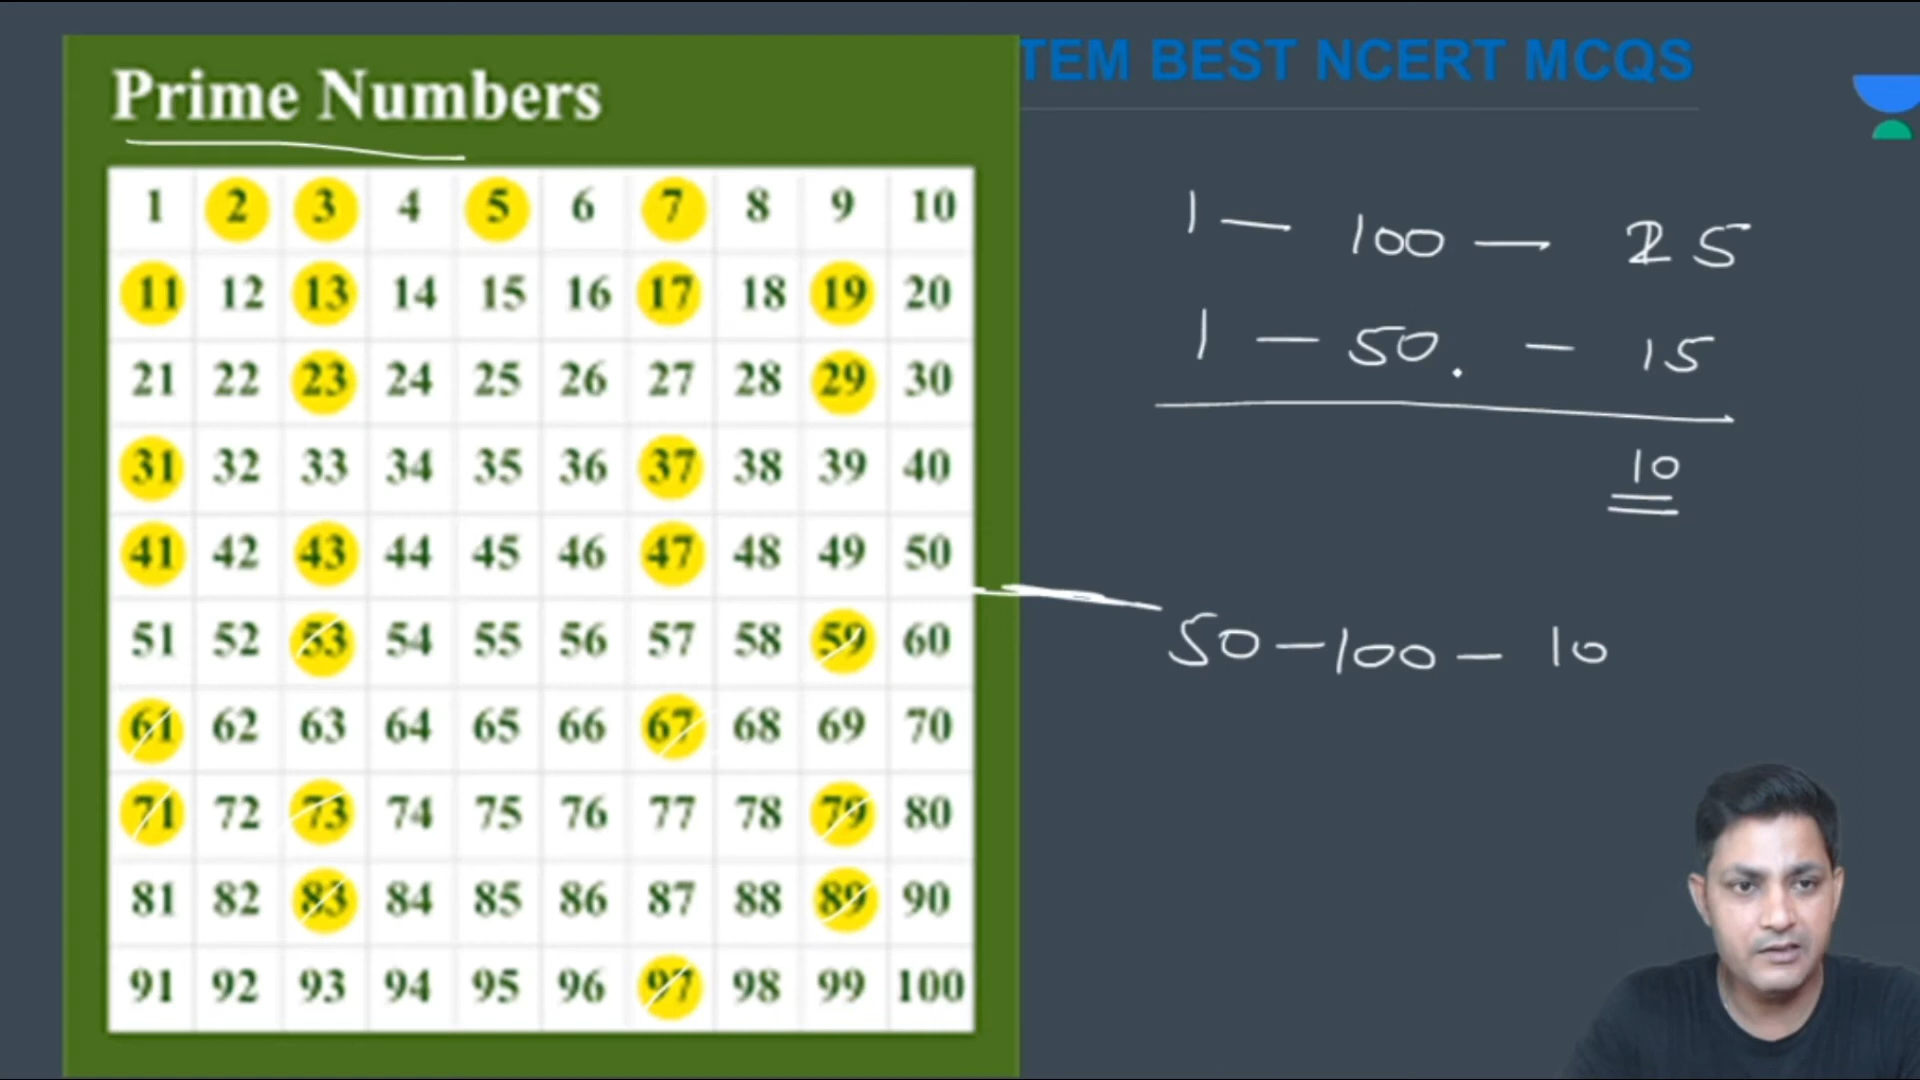 TEM BEST NCERT MCQS
Prime Numbers
1 2 3 4 5 6 7 8 9 10
11 12 13 14 15 16 17 18 19 20
21 22 23 24 25 26 27 28 29 30
31 32 33 34 35 36 37 38 39 40
41 42 43 44 45 46 47 48 49 50
51 52 53 54 55 56 57 58 59 60
61 62 63 64 65 66 67 68 69 70
71 72 73 74 75 76 77 78 79 80
81 82 83 84 85 86 87 88 89 90
91 92 93 94 95 96 97 98 99 100
1 — 100 — 25
1 — 50. — 15
10
50 — 100 — 10